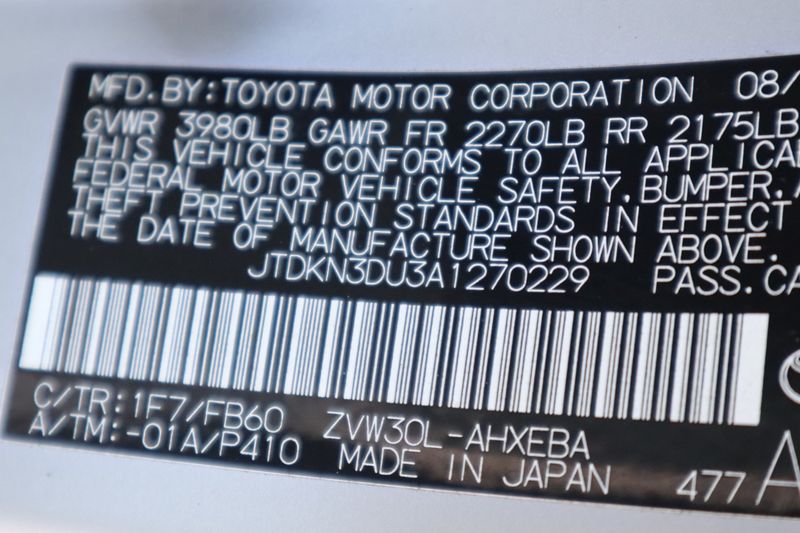 MFD.BY:TOYOTA MOTOR CORPORATION 08/
GVWR 3980LB GAWR FR 2270LB RR 2175LB
THIS VEHICLE CONFORMS TO ALL APPLICA
FEDERAL MOTOR VEHICLE SAFETY,BUMPER,A
THEFT PREVENTION STANDARDS IN EFFECT
THE DATE OF MANUFACTURE SHOWN ABOVE.
JTDKN3DU3A1270229 PASS.CA
C/TR:1F7/FB60 ZVW30L-AHXEBA
A/TM:-01A/P410 MADE IN JAPAN 477 A